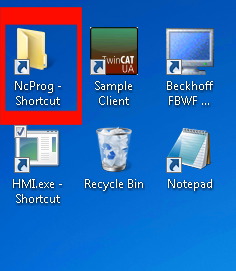 NcProg -
Shortcut
TwinCAT
UA
Sample
Client
Beckhoff
FBWF ...
HMI.exe -
Shortcut
Recycle Bin
Notepad